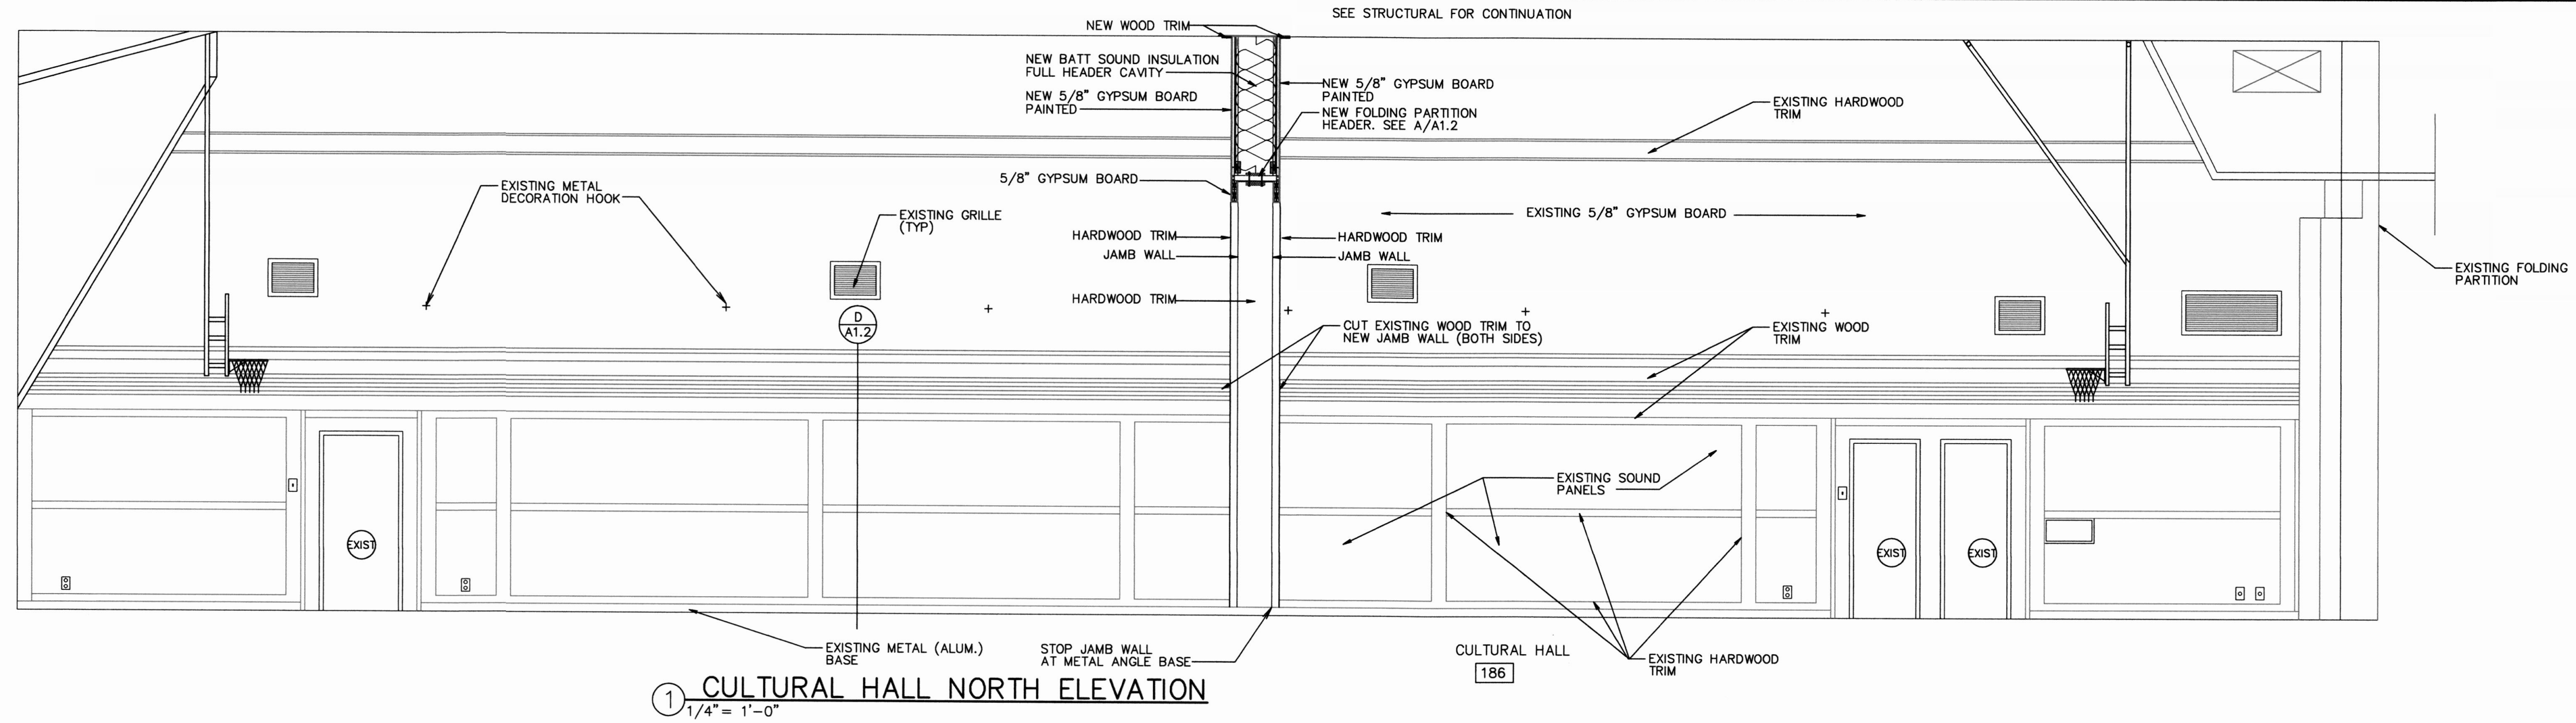 SEE STRUCTURAL FOR CONTINUATION
NEW WOOD TRIM
NEW BATT SOUND INSULATION
FULL HEADER CAVITY
NEW 5/8" GYPSUM BOARD
PAINTED
NEW 5/8" GYPSUM BOARD
PAINTED
NEW FOLDING PARTITION
HEADER. SEE A/A1.2
EXISTING HARDWOOD
TRIM
5/8" GYPSUM BOARD
EXISTING METAL
DECORATION HOOK
EXISTING GRILLE
(TYP)
EXISTING 5/8" GYPSUM BOARD
HARDWOOD TRIM
HARDWOOD TRIM
JAMB WALL
JAMB WALL
EXISTING FOLDING
PARTITION
HARDWOOD TRIM
D
A1.2
CUT EXISTING WOOD TRIM TO
NEW JAMB WALL (BOTH SIDES)
EXISTING WOOD
TRIM
EXISTING SOUND
PANELS
EXIST
EXIST
EXIST
EXISTING METAL (ALUM.)
BASE
STOP JAMB WALL
AT METAL ANGLE BASE
CULTURAL HALL
186
EXISTING HARDWOOD
TRIM
1 CULTURAL HALL NORTH ELEVATION
1/4"= 1'-0"